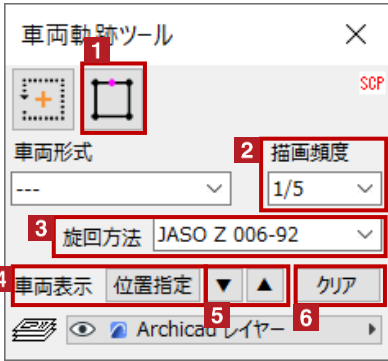 車両軌跡ツール
1
SCP
車両形式
2 描画頻度
---
1/5
3 旋回方法 JASO Z 006-92
4 車両表示 位置指定 ▼ ▲ クリア
5 6
Archicad レイヤー